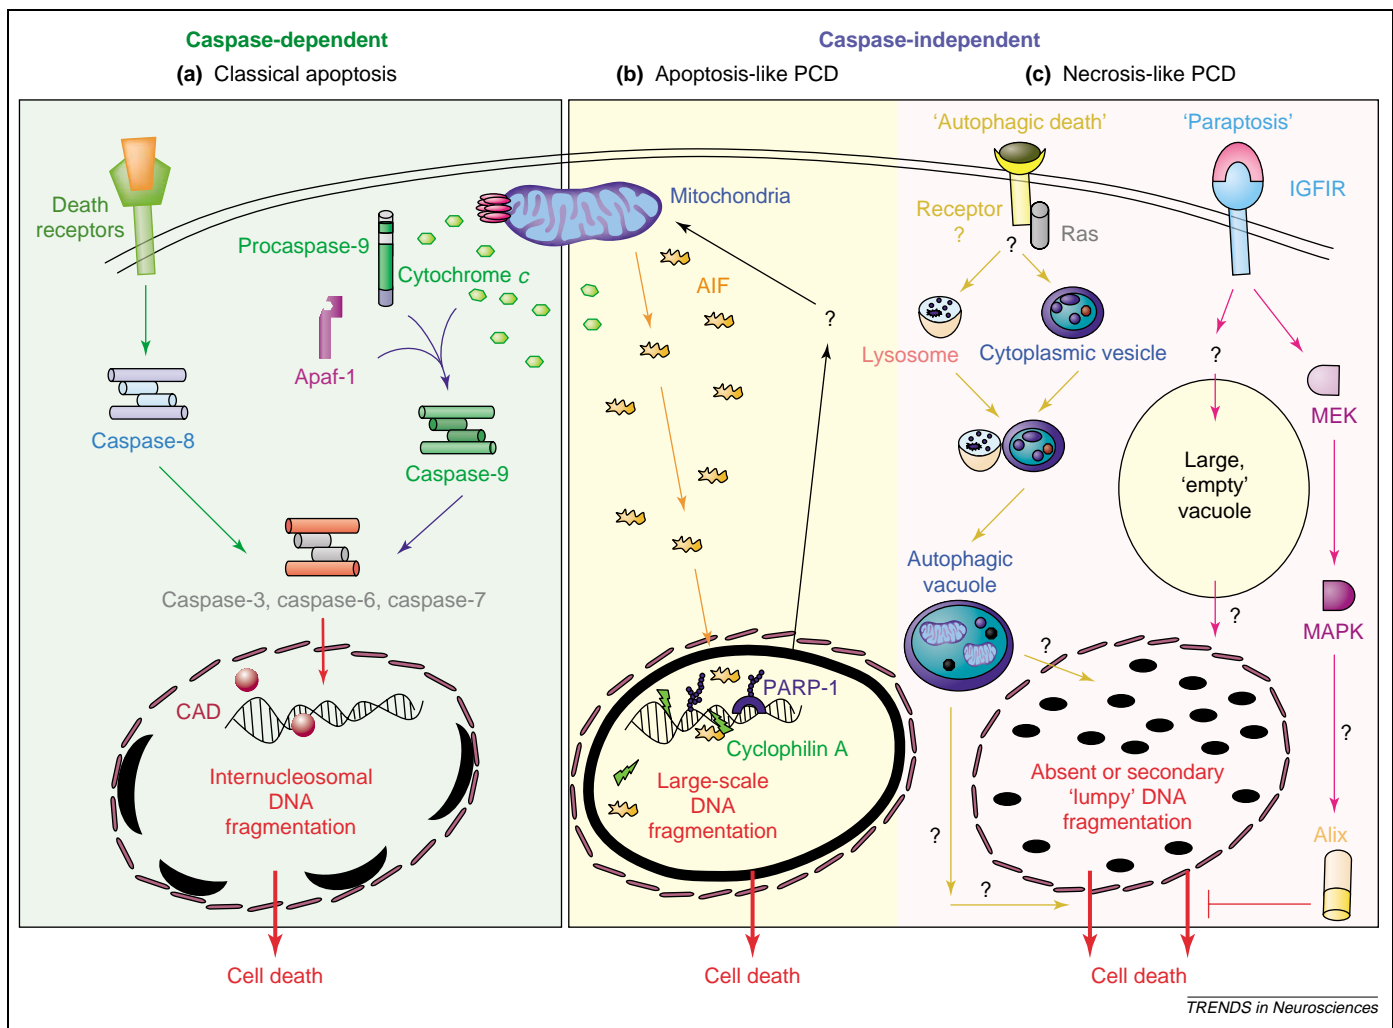 Caspase-dependent
Caspase-independent
(a) Classical apoptosis
(b) Apoptosis-like PCD
(c) Necrosis-like PCD
Death
receptors
Procaspase-9
Cytochrome c
Apaf-1
Caspase-8
Caspase-9
Caspase-3, caspase-6, caspase-7
CAD
Internucleosomal
DNA
fragmentation
Cell death
Mitochondria
AIF
?
PARP-1
Cyclophilin A
Large-scale
DNA
fragmentation
Cell death
'Autophagic death'
Receptor
?
?
Ras
Lysosome
Cytoplasmic vesicle
Autophagic
vacuole
?
?
?
'Paraptosis'
IGFIR
?
MEK
Large,
'empty'
vacuole
?
MAPK
?
Absent or secondary
'lumpy' DNA
fragmentation
Alix
Cell death
TRENDS in Neurosciences